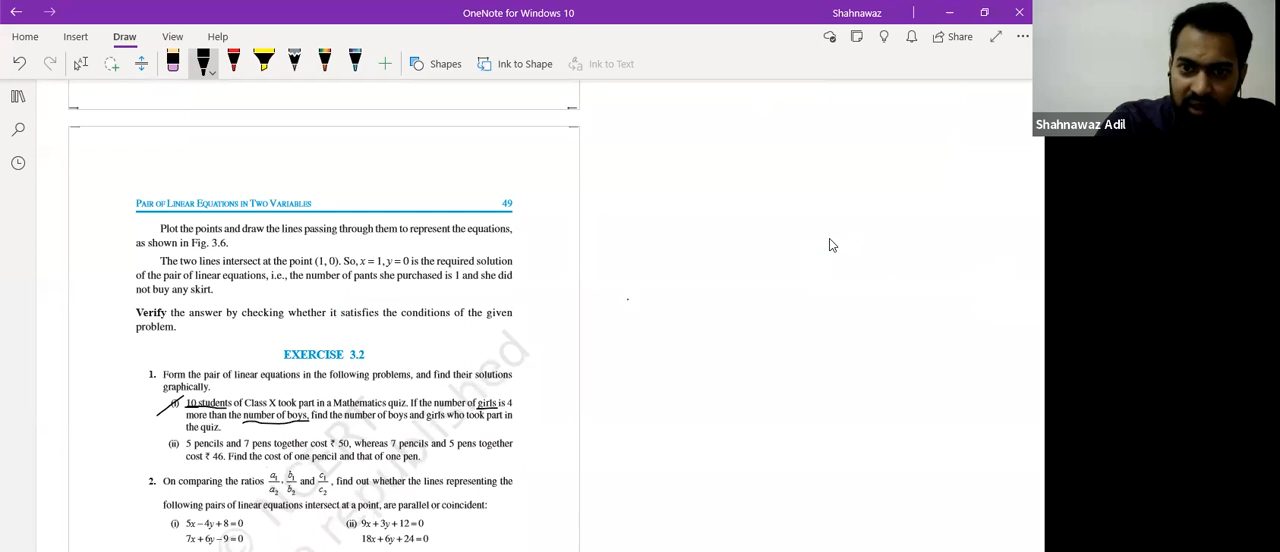 OneNote for Windows 10
Shahnawaz
Home Insert Draw View Help
Share
Shapes Ink to Shape Ink to Text
Shahnawaz Adil
PAIR OF LINEAR EQUATIONS IN TWO VARIABLES 49
Plot the points and draw the lines passing through them to represent the equations,
as shown in Fig. 3.6.
The two lines intersect at the point (1, 0). So, x = 1, y = 0 is the required solution
of the pair of linear equations, i.e., the number of pants she purchased is 1 and she did
not buy any skirt.
Verify the answer by checking whether it satisfies the conditions of the given
problem.
EXERCISE 3.2
1. Form the pair of linear equations in the following problems, and find their solutions
graphically.
(i) 10 students of Class X took part in a Mathematics quiz. If the number of girls is 4
more than the number of boys, find the number of boys and girls who took part in
the quiz.
(ii) 5 pencils and 7 pens together cost ₹ 50, whereas 7 pencils and 5 pens together
cost ₹ 46. Find the cost of one pencil and that of one pen.
2. On comparing the ratios a₁/a₂, b₁/b₂ and c₁/c₂, find out whether the lines representing the
following pairs of linear equations intersect at a point, are parallel or coincident:
(i) 5x – 4y + 8 = 0 (ii) 9x + 3y + 12 = 0
7x + 6y – 9 = 0 18x + 6y + 24 = 0
© NCERT
republished